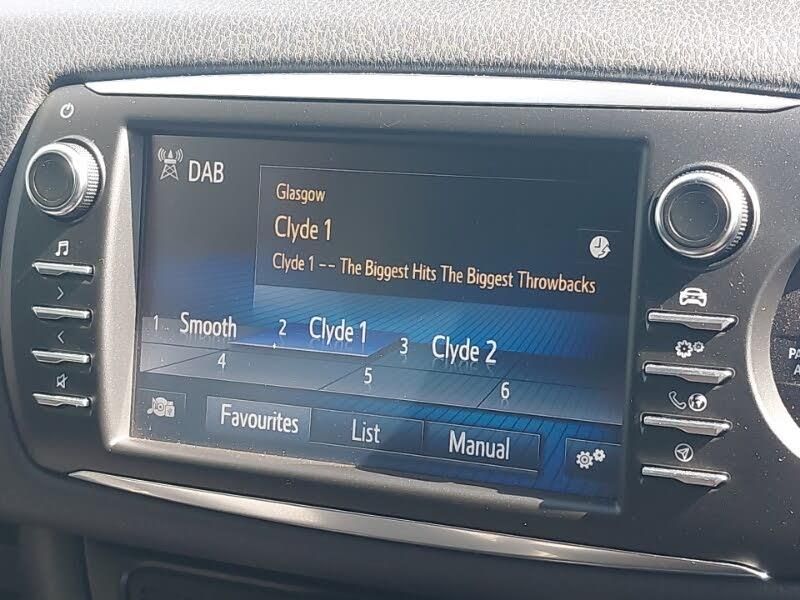 DAB
Glasgow
Clyde 1
Clyde 1 -- The Biggest Hits The Biggest Throwbacks
1 Smooth 2 Clyde 1 3 Clyde 2
4 5 6
Favourites List Manual